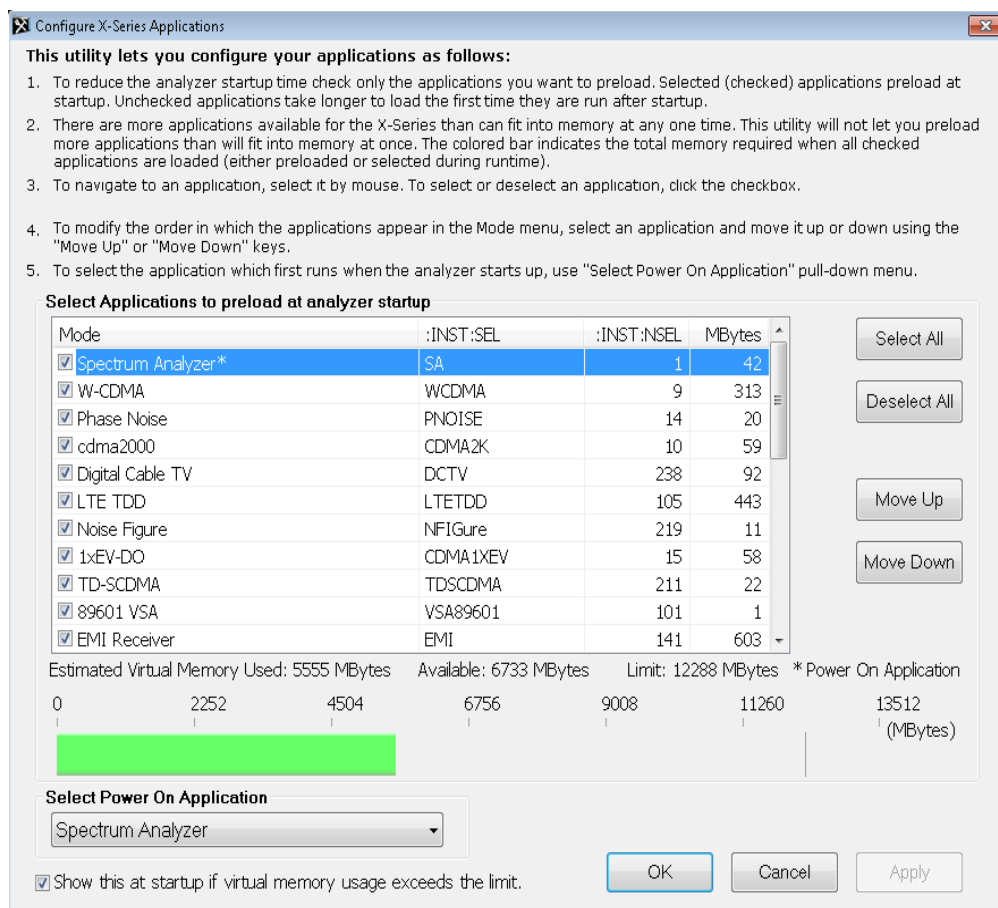 Configure X-Series Applications
This utility lets you configure your applications as follows:
1. To reduce the analyzer startup time check only the applications you want to preload. Selected (checked) applications preload at
startup. Unchecked applications take longer to load the first time they are run after startup.
2. There are more applications available for the X-Series than can fit into memory at any one time. This utility will not let you preload
more applications than will fit into memory at once. The colored bar indicates the total memory required when all checked
applications are loaded (either preloaded or selected during runtime).
3. To navigate to an application, select it by mouse. To select or deselect an application, click the checkbox.
4. To modify the order in which the applications appear in the Mode menu, select an application and move it up or down using the
"Move Up" or "Move Down" keys.
5. To select the application which first runs when the analyzer starts up, use "Select Power On Application" pull-down menu.
Select Applications to preload at analyzer startup
Mode :INST:SEL :INST:NSEL MBytes
Spectrum Analyzer* SA 1 42
W-CDMA WCDMA 9 313
Phase Noise PNOISE 14 20
cdma2000 CDMA2K 10 59
Digital Cable TV DCTV 238 92
LTE TDD LTETDD 105 443
Noise Figure NFIGure 219 11
1xEV-DO CDMA1XEV 15 58
TD-SCDMA TDSCDMA 211 22
89601 VSA VSA89601 101 1
EMI Receiver EMI 141 603
Select All
Deselect All
Move Up
Move Down
Estimated Virtual Memory Used: 5555 MBytes Available: 6733 MBytes Limit: 12288 MBytes * Power On Application
0 2252 4504 6756 9008 11260 13512
(MBytes)
Select Power On Application
Spectrum Analyzer
Show this at startup if virtual memory usage exceeds the limit.
OK Cancel Apply